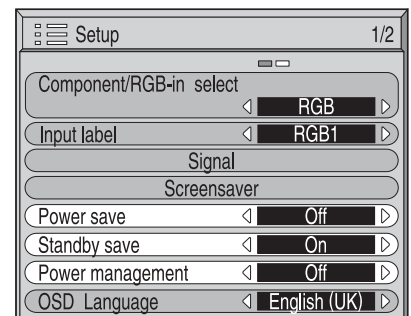 Setup 1/2
Component/RGB-in select
RGB
Input label RGB1
Signal
Screensaver
Power save Off
Standby save On
Power management Off
OSD Language English (UK)